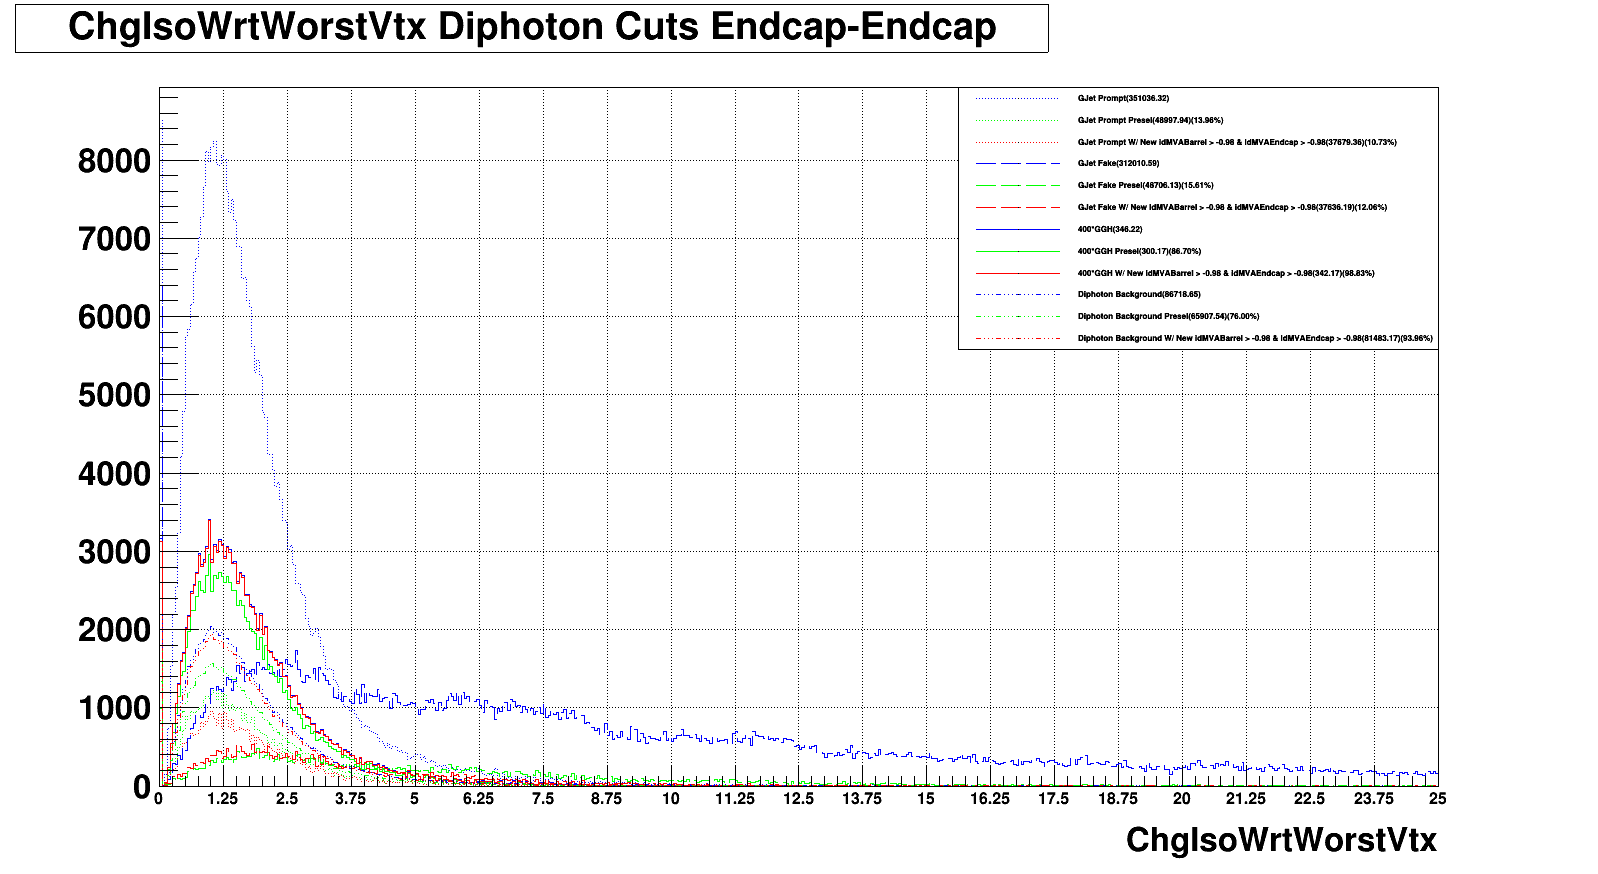 ChgIsoWrtWorstVtx Diphoton Cuts Endcap-Endcap
GJet Prompt(351036.32)
GJet Prompt Presel(48997.94)(13.96%)
GJet Prompt W/ New idMVABarrel > -0.98 & idMVAEndcap > -0.98(37679.36)(10.73%)
GJet Fake(312010.59)
GJet Fake Presel(48706.13)(15.61%)
GJet Fake W/ New idMVABarrel > -0.98 & idMVAEndcap > -0.98(37636.19)(12.06%)
400*GGH(346.22)
400*GGH Presel(300.17)(86.70%)
400*GGH W/ New idMVABarrel > -0.98 & idMVAEndcap > -0.98(342.17)(98.83%)
Diphoton Background(86718.65)
Diphoton Background Presel(65907.54)(76.00%)
Diphoton Background W/ New idMVABarrel > -0.98 & idMVAEndcap > -0.98(81483.17)(93.96%)
8000
7000
6000
5000
4000
3000
2000
1000
0
0 1.25 2.5 3.75 5 6.25 7.5 8.75 10 11.25 12.5 13.75 15 16.25 17.5 18.75 20 21.25 22.5 23.75 25
ChgIsoWrtWorstVtx